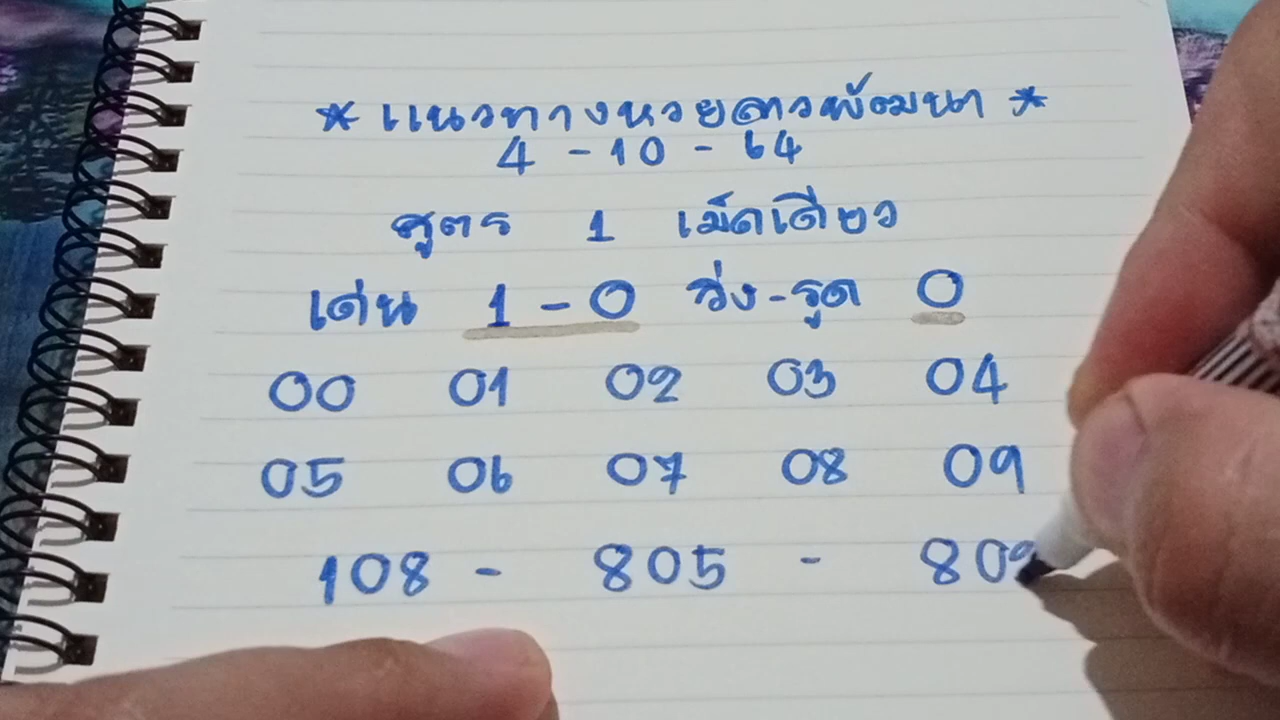 * แนวทางหวยลาวพัฒนา *
4 - 10 - 64
สูตร 1 เม็ดเดียว
เด่น 1 - 0 วิ่ง - รูด 0
00 01 02 03 04
05 06 07 08 09
108 - 805 -